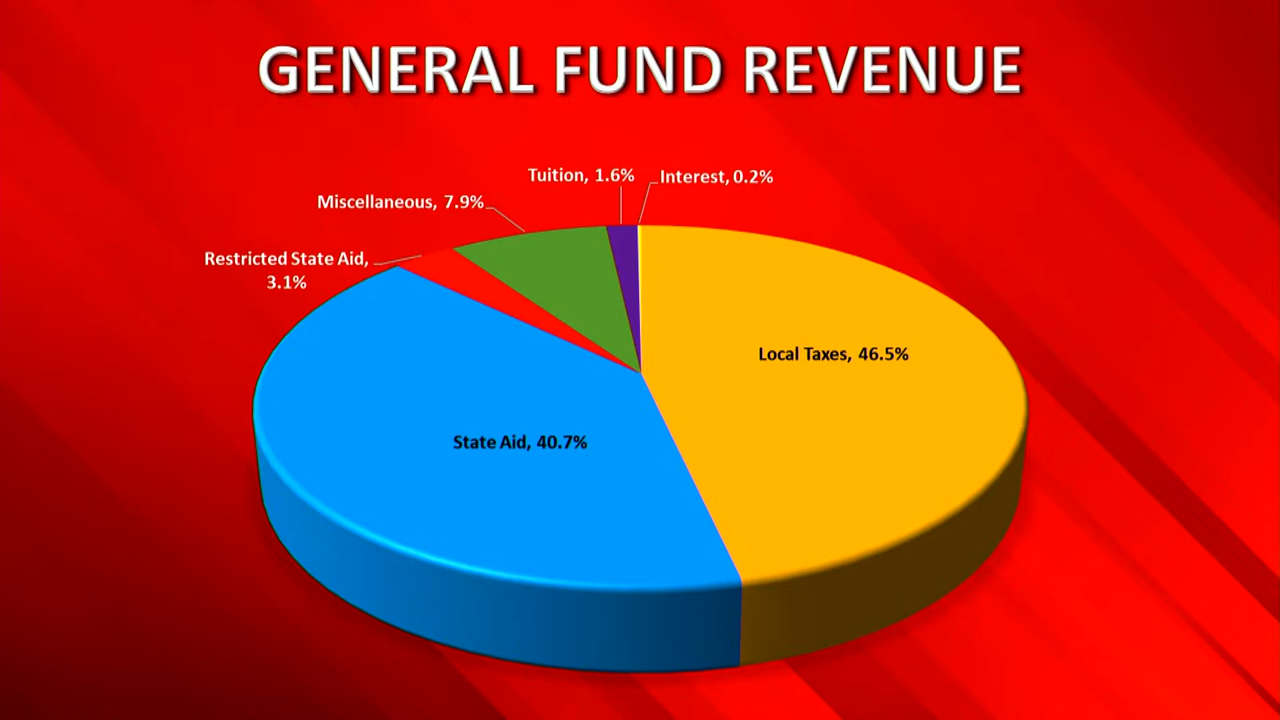 GENERAL FUND REVENUE
Tuition, 1.6%
Interest, 0.2%
Miscellaneous, 7.9%
Restricted State Aid,
3.1%
Local Taxes, 46.5%
State Aid, 40.7%